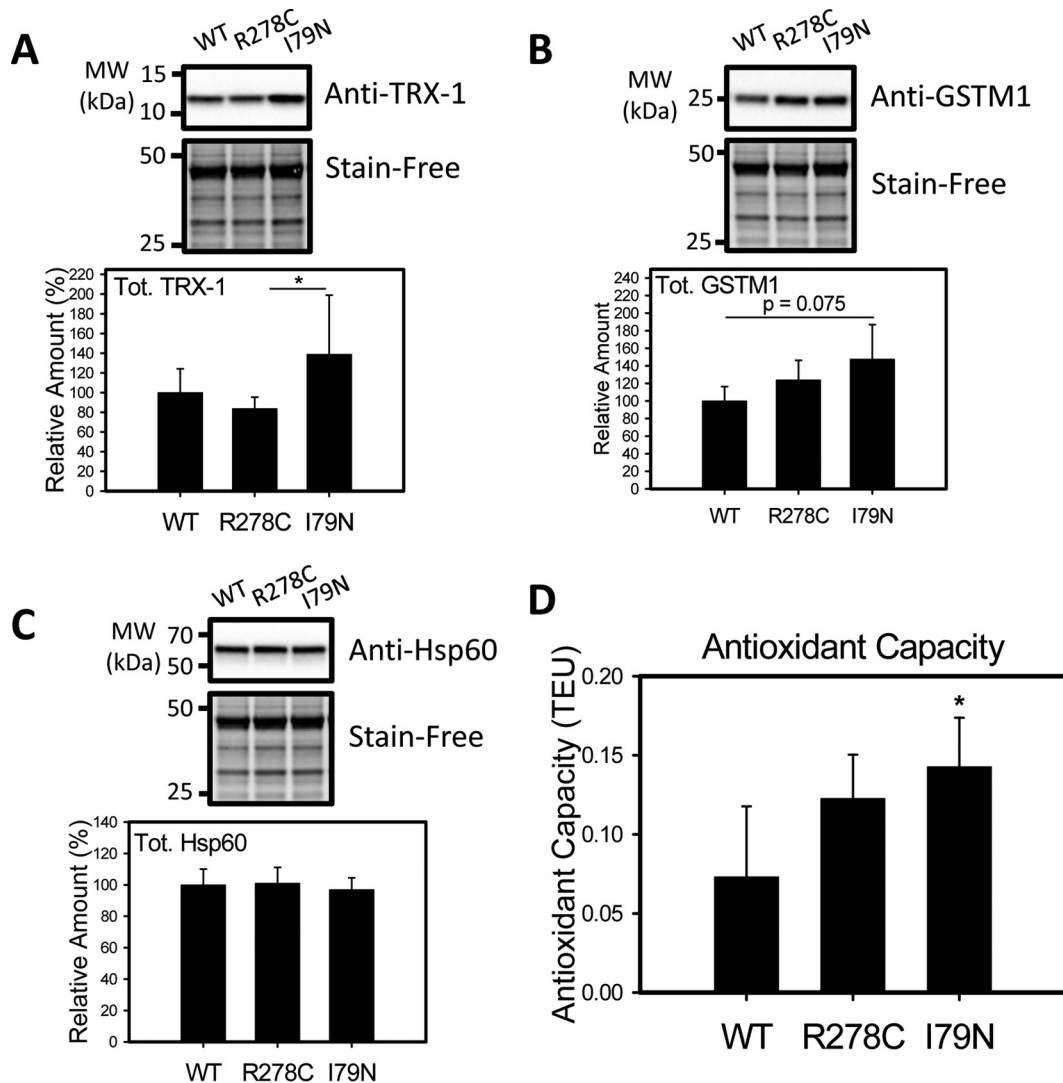 A
WT R278C I79N
MW
(kDa)
15
10
Anti-TRX-1
50
25
Stain-Free
Relative Amount (%)
220
200
180
160
140
120
100
80
60
40
20
0
Tot. TRX-1
*
WT R278C I79N
B
WT R278C I79N
MW
(kDa)
25
Anti-GSTM1
50
25
Stain-Free
Relative Amount
240
220
200
180
160
140
120
100
80
60
40
20
0
Tot. GSTM1
p = 0.075
WT R278C I79N
C
WT R278C I79N
MW
(kDa)
70
50
Anti-Hsp60
50
25
Stain-Free
Relative Amount (%)
140
120
100
80
60
40
20
0
Tot. Hsp60
WT R278C I79N
D
Antioxidant Capacity
Antioxidant Capacity (TEU)
0.20
0.15
0.10
0.05
0.00
*
WT R278C I79N